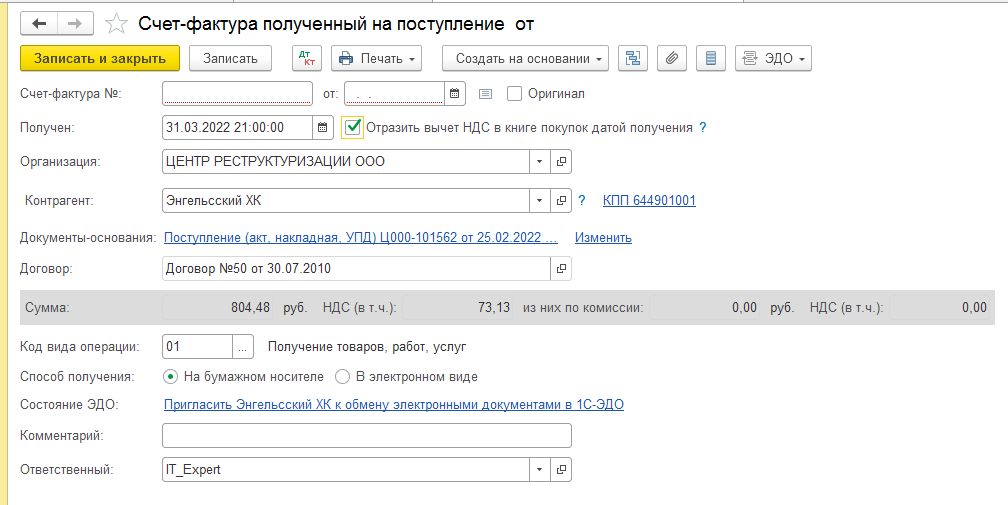 Счет-фактура полученный на поступление от
Записать и закрыть Записать Дт Кт Печать Создать на основании ЭДО
Счет-фактура №: от: . . Оригинал
Получен: 31.03.2022 21:00:00 Отразить вычет НДС в книге покупок датой получения ?
Организация: ЦЕНТР РЕСТРУКТУРИЗАЦИИ ООО
Контрагент: Энгельсский ХК ? КПП 644901001
Документы-основания: Поступление (акт, накладная, УПД) Ц000-101562 от 25.02.2022 ... Изменить
Договор: Договор №50 от 30.07.2010
Сумма: 804,48 руб. НДС (в т.ч.): 73,13 из них по комиссии: 0,00 руб. НДС (в т.ч.): 0,00
Код вида операции: 01 ... Получение товаров, работ, услуг
Способ получения: На бумажном носителе В электронном виде
Состояние ЭДО: Пригласить Энгельсский ХК к обмену электронными документами в 1С-ЭДО
Комментарий:
Ответственный: IT_Expert